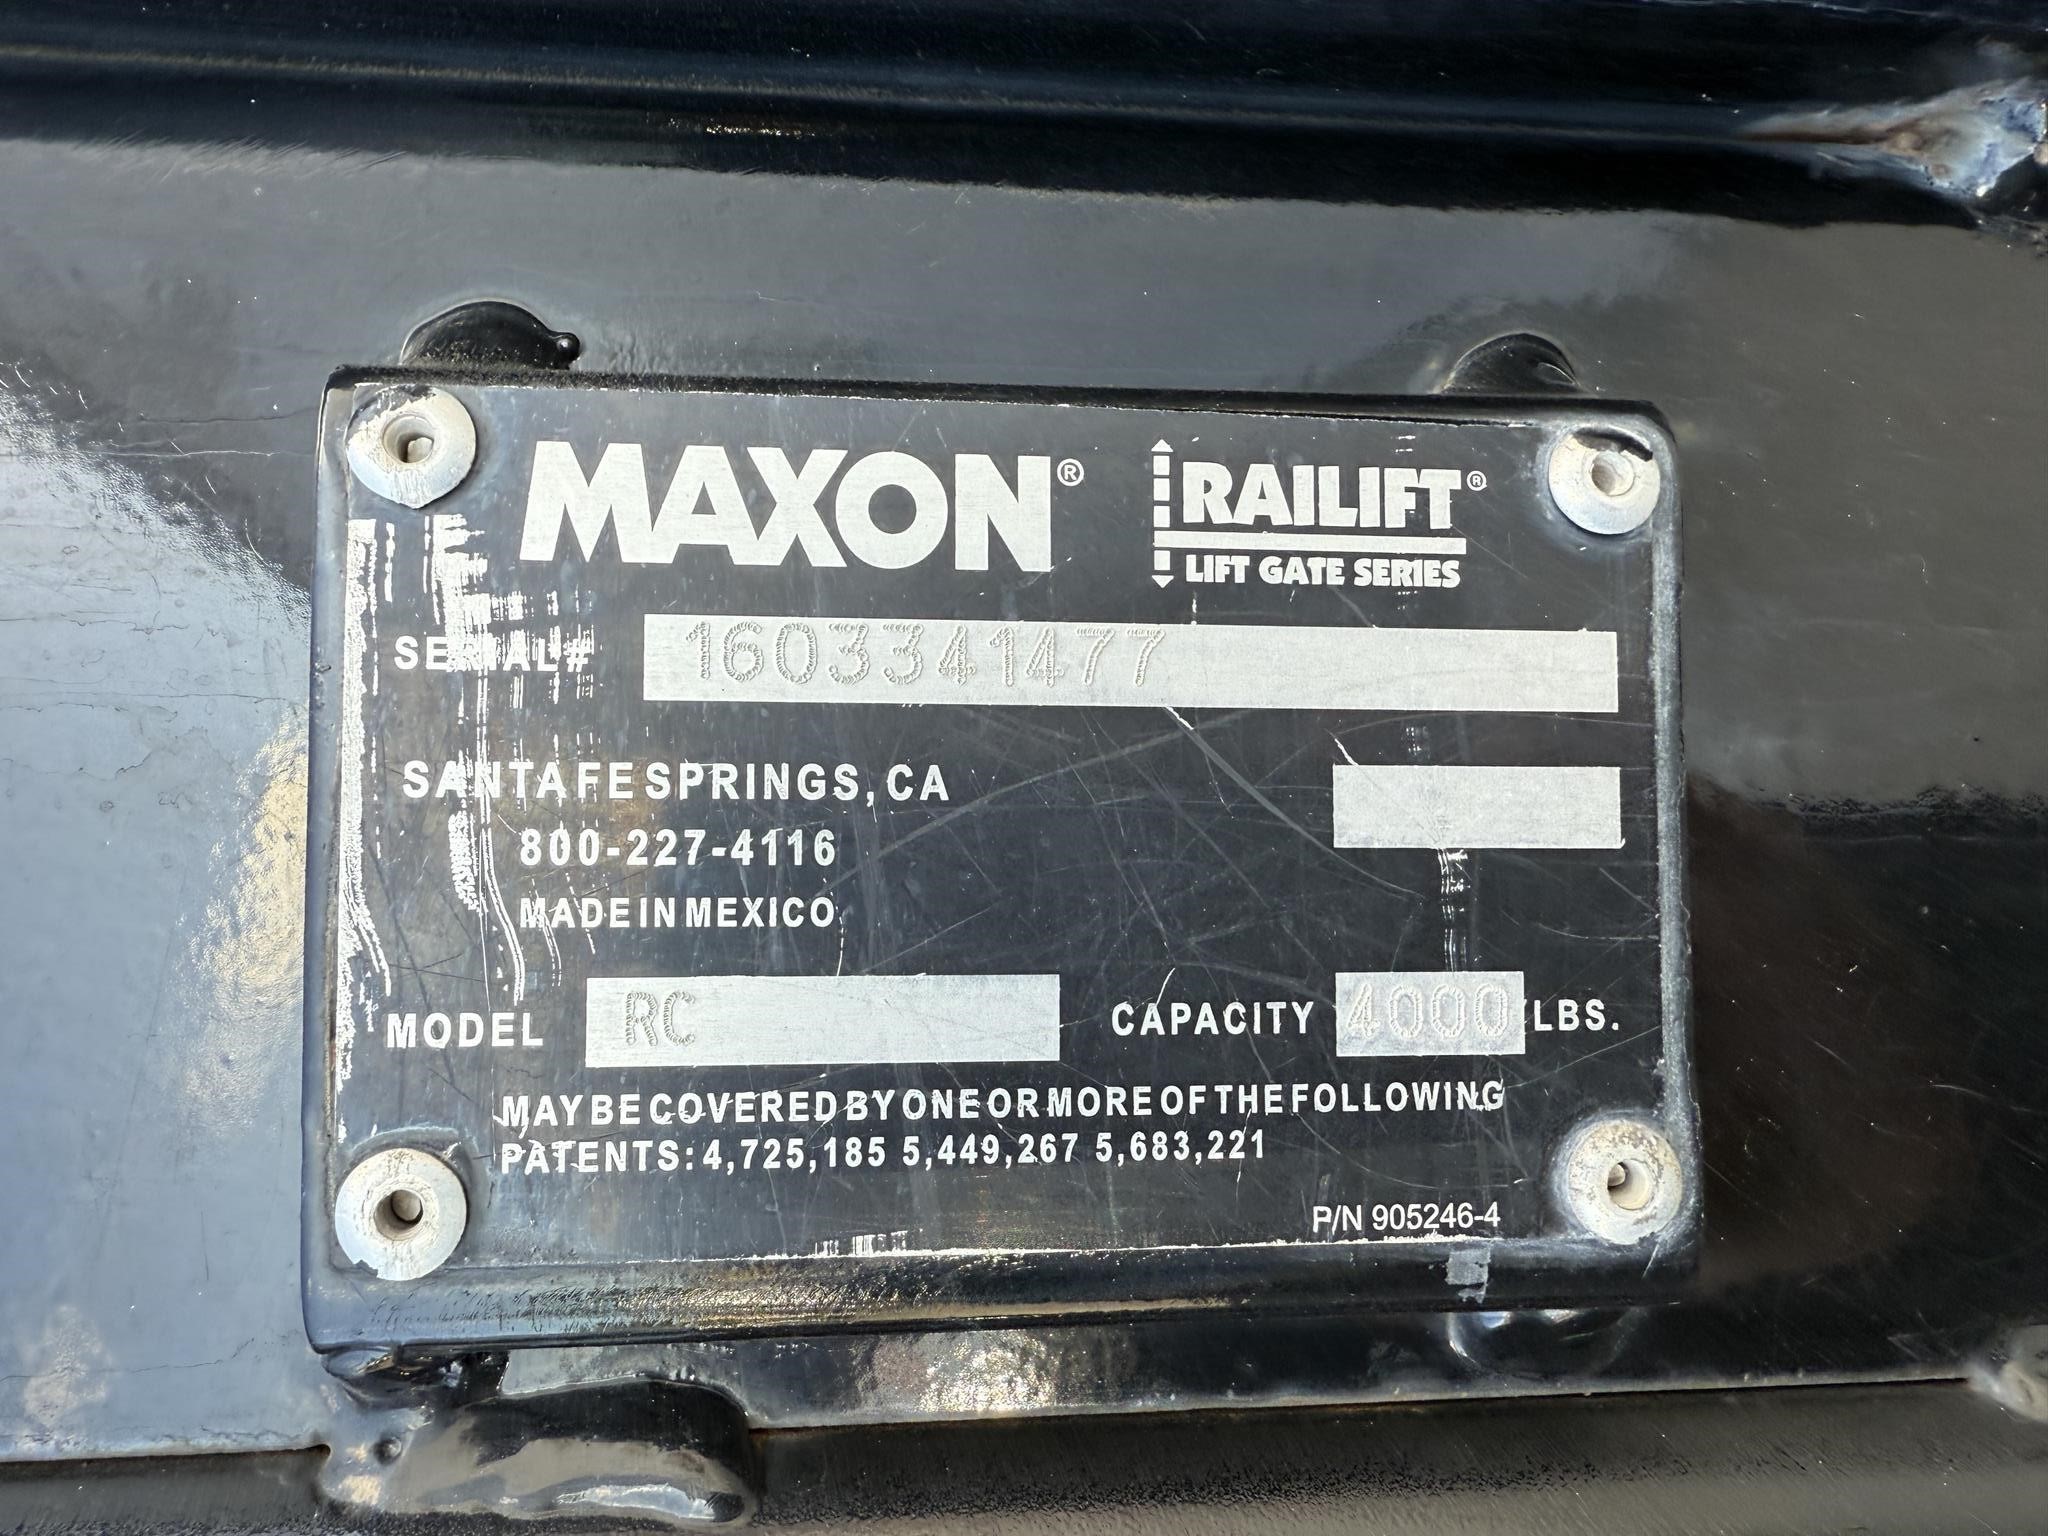 MAXON® RAILIFT®
LIFT GATE SERIES
SERIAL# 1603341477
SANTA FE SPRINGS, CA
800-227-4116
MADE IN MEXICO
MODEL RC CAPACITY 4000 LBS.
MAY BE COVERED BY ONE OR MORE OF THE FOLLOWING
PATENTS: 4,725,185 5,449,267 5,683,221
P/N 905246-4